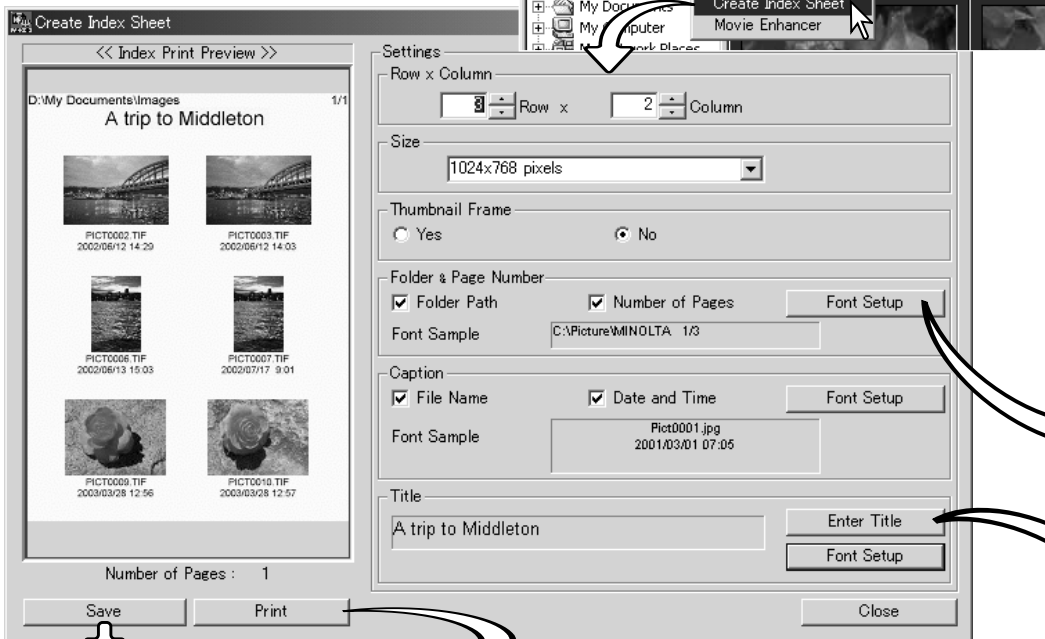 Create Index Sheet
My Documents
Create Index Sheet
My Computer
Movie Enhancer
<< Index Print Preview >>
D:\My Documents\Images 1/1
A trip to Middleton
PICT0002.TIF
2002/06/12 14:29
PICT0003.TIF
2002/06/12 14:03
PICT0006.TIF
2002/06/13 15:03
PICT0007.TIF
2002/07/17 9:01
PICT0009.TIF
2003/03/28 12:56
PICT0010.TIF
2003/03/28 12:57
Number of Pages : 1
Save
Print
Settings
Row x Column
3 Row x 2 Column
Size
1024x768 pixels
Thumbnail Frame
Yes No
Folder & Page Number
Folder Path Number of Pages Font Setup
Font Sample C:\Picture\MINOLTA 1/3
Caption
File Name Date and Time Font Setup
Font Sample
Pict0001.jpg
2001/03/01 07:05
Title
A trip to Middleton
Enter Title
Font Setup
Close